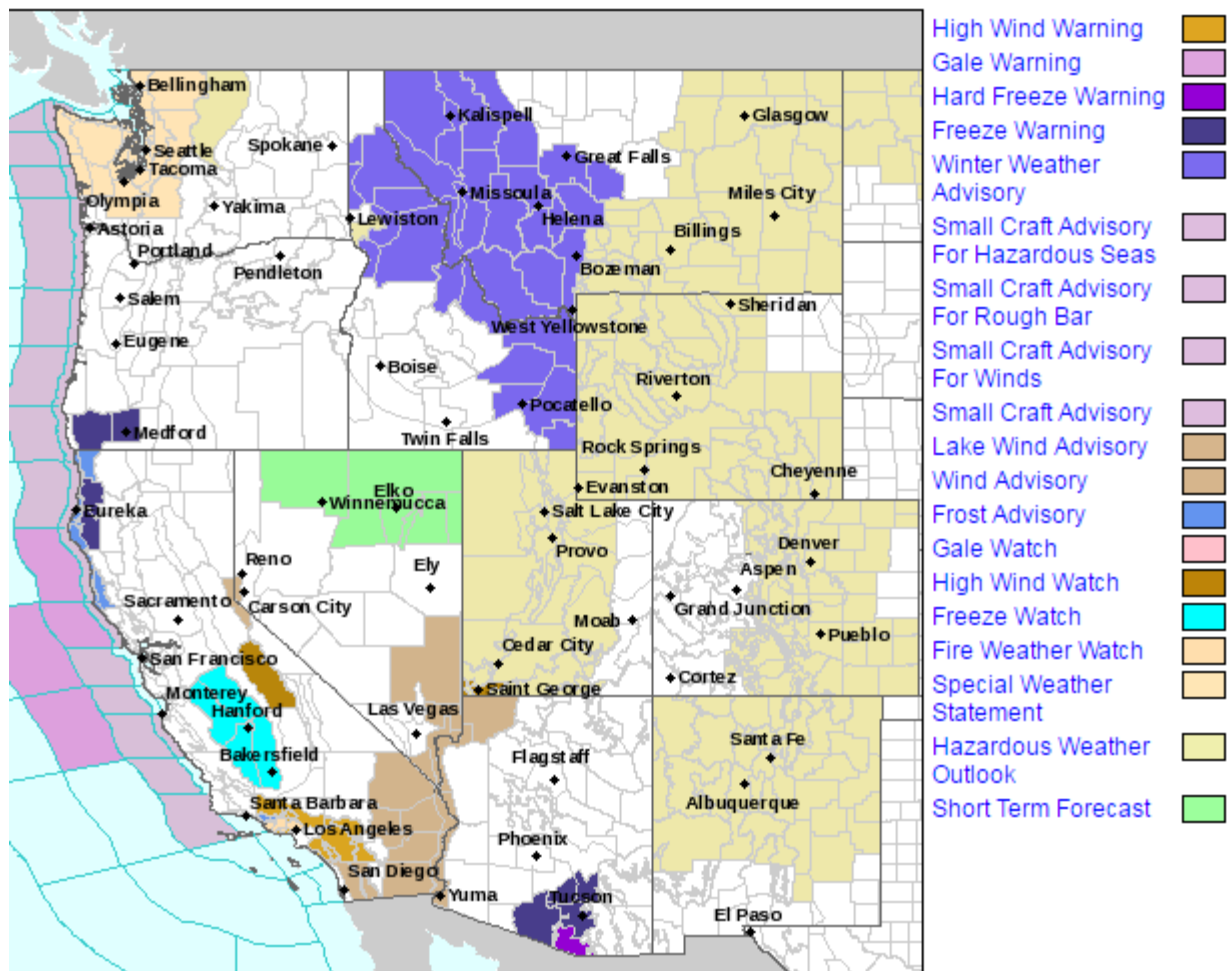 High Wind Warning
Gale Warning
Hard Freeze Warning
Freeze Warning
Winter Weather
Advisory
Small Craft Advisory
For Hazardous Seas
Small Craft Advisory
For Rough Bar
Small Craft Advisory
For Winds
Small Craft Advisory
Lake Wind Advisory
Wind Advisory
Frost Advisory
Gale Watch
High Wind Watch
Freeze Watch
Fire Weather Watch
Special Weather
Statement
Hazardous Weather
Outlook
Short Term Forecast
Bellingham
Kalispell
Glasgow
Seattle
Spokane
Great Falls
Tacoma
Olympia
Missoula
Miles City
Yakima
Lewiston
Helena
Astoria
Billings
Portland
Pendleton
Bozeman
Salem
Sheridan
West Yellowstone
Eugene
Boise
Riverton
Pocatello
Medford
Twin Falls
Rock Springs
Cheyenne
Evanston
Elko
Winnemucca
Eureka
Salt Lake City
Provo
Denver
Reno
Ely
Aspen
Sacramento
Carson City
Grand Junction
Moab
Pueblo
San Francisco
Cedar City
Cortez
Monterey
Saint George
Hanford
Las Vegas
Bakersfield
Flagstaff
Santa Fe
Albuquerque
Santa Barbara
Los Angeles
Phoenix
San Diego
Yuma
Tucson
El Paso